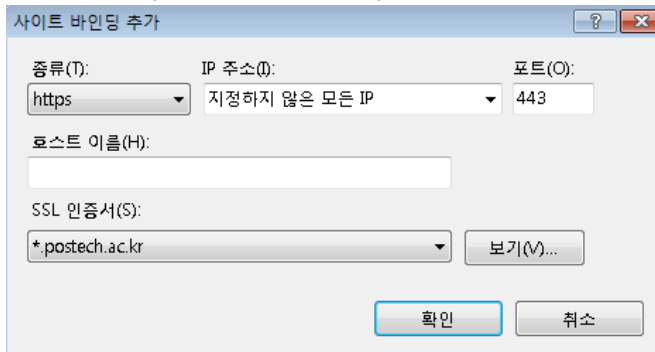 사이트 바인딩 추가
종류(T): IP 주소(I): 포트(O):
https 지정하지 않은 모든 IP 443
호스트 이름(H):
SSL 인증서(S):
*.postech.ac.kr 보기(V)...
확인 취소